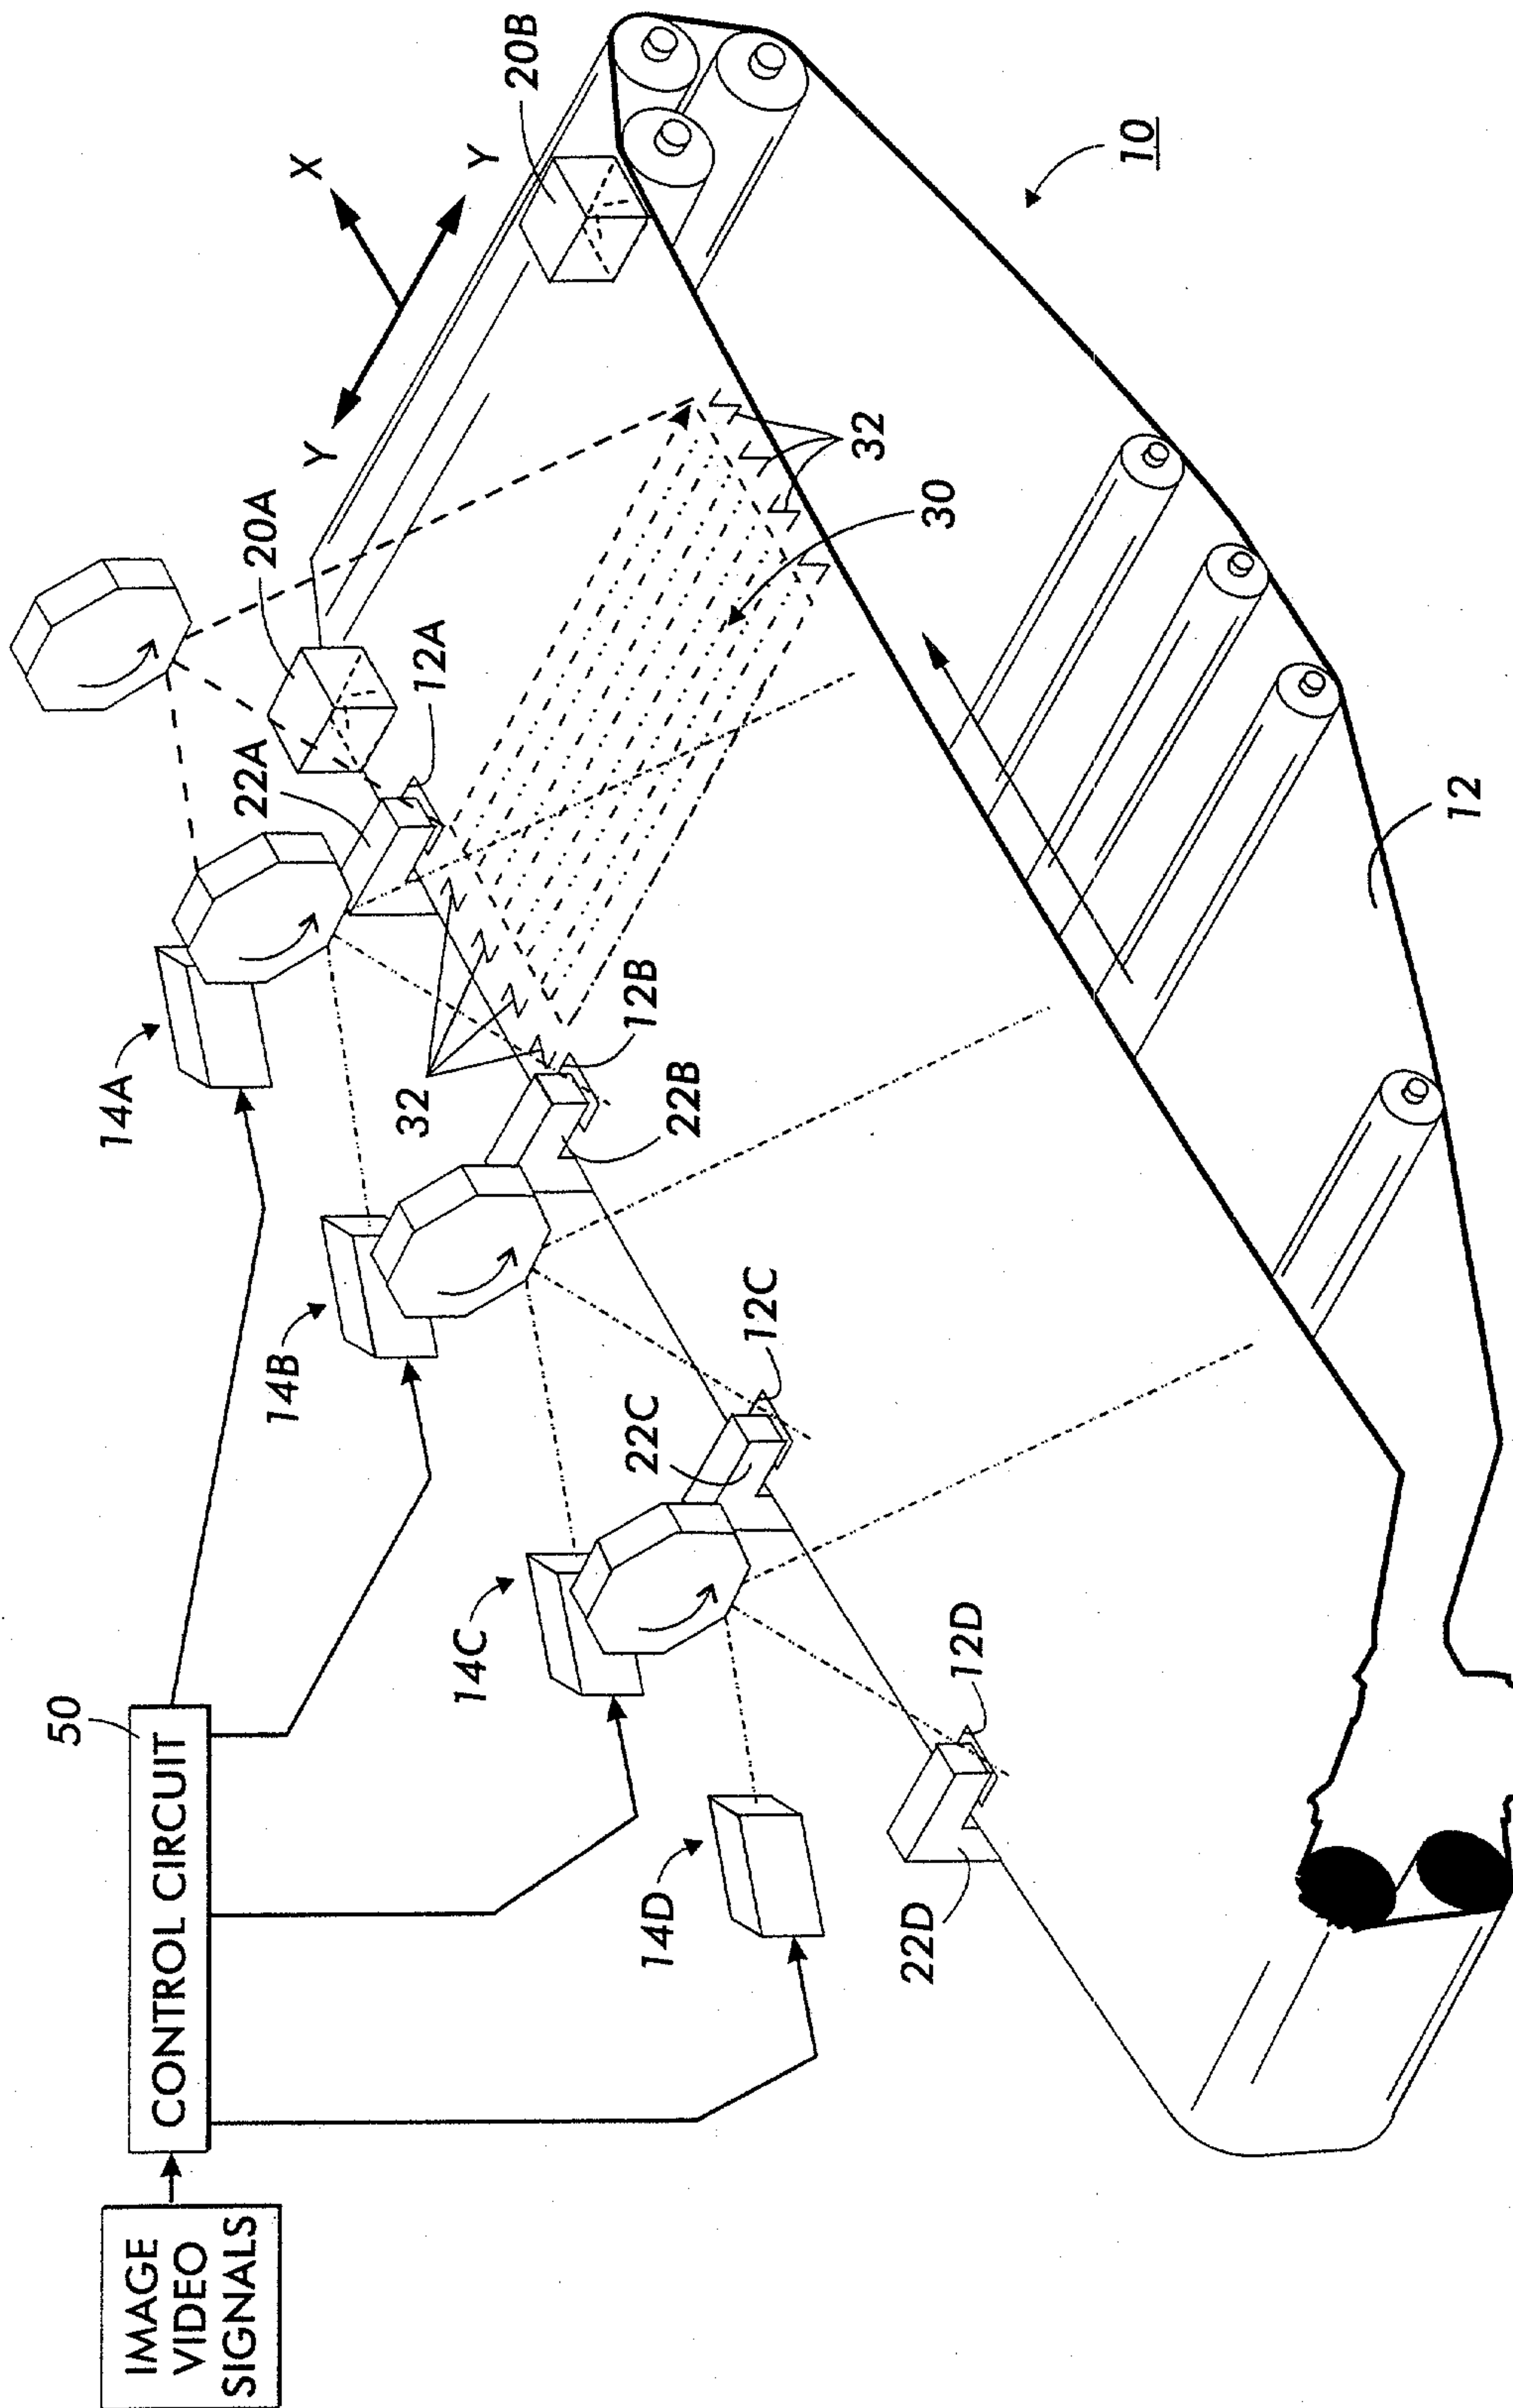 IMAGE
VIDEO
SIGNALS
CONTROL CIRCUIT
50
14A
14B
14C
14D
22A
22B
22C
22D
12A
12B
12C
12D
20A
20B
32
32
30
X
Y
Y
10
12